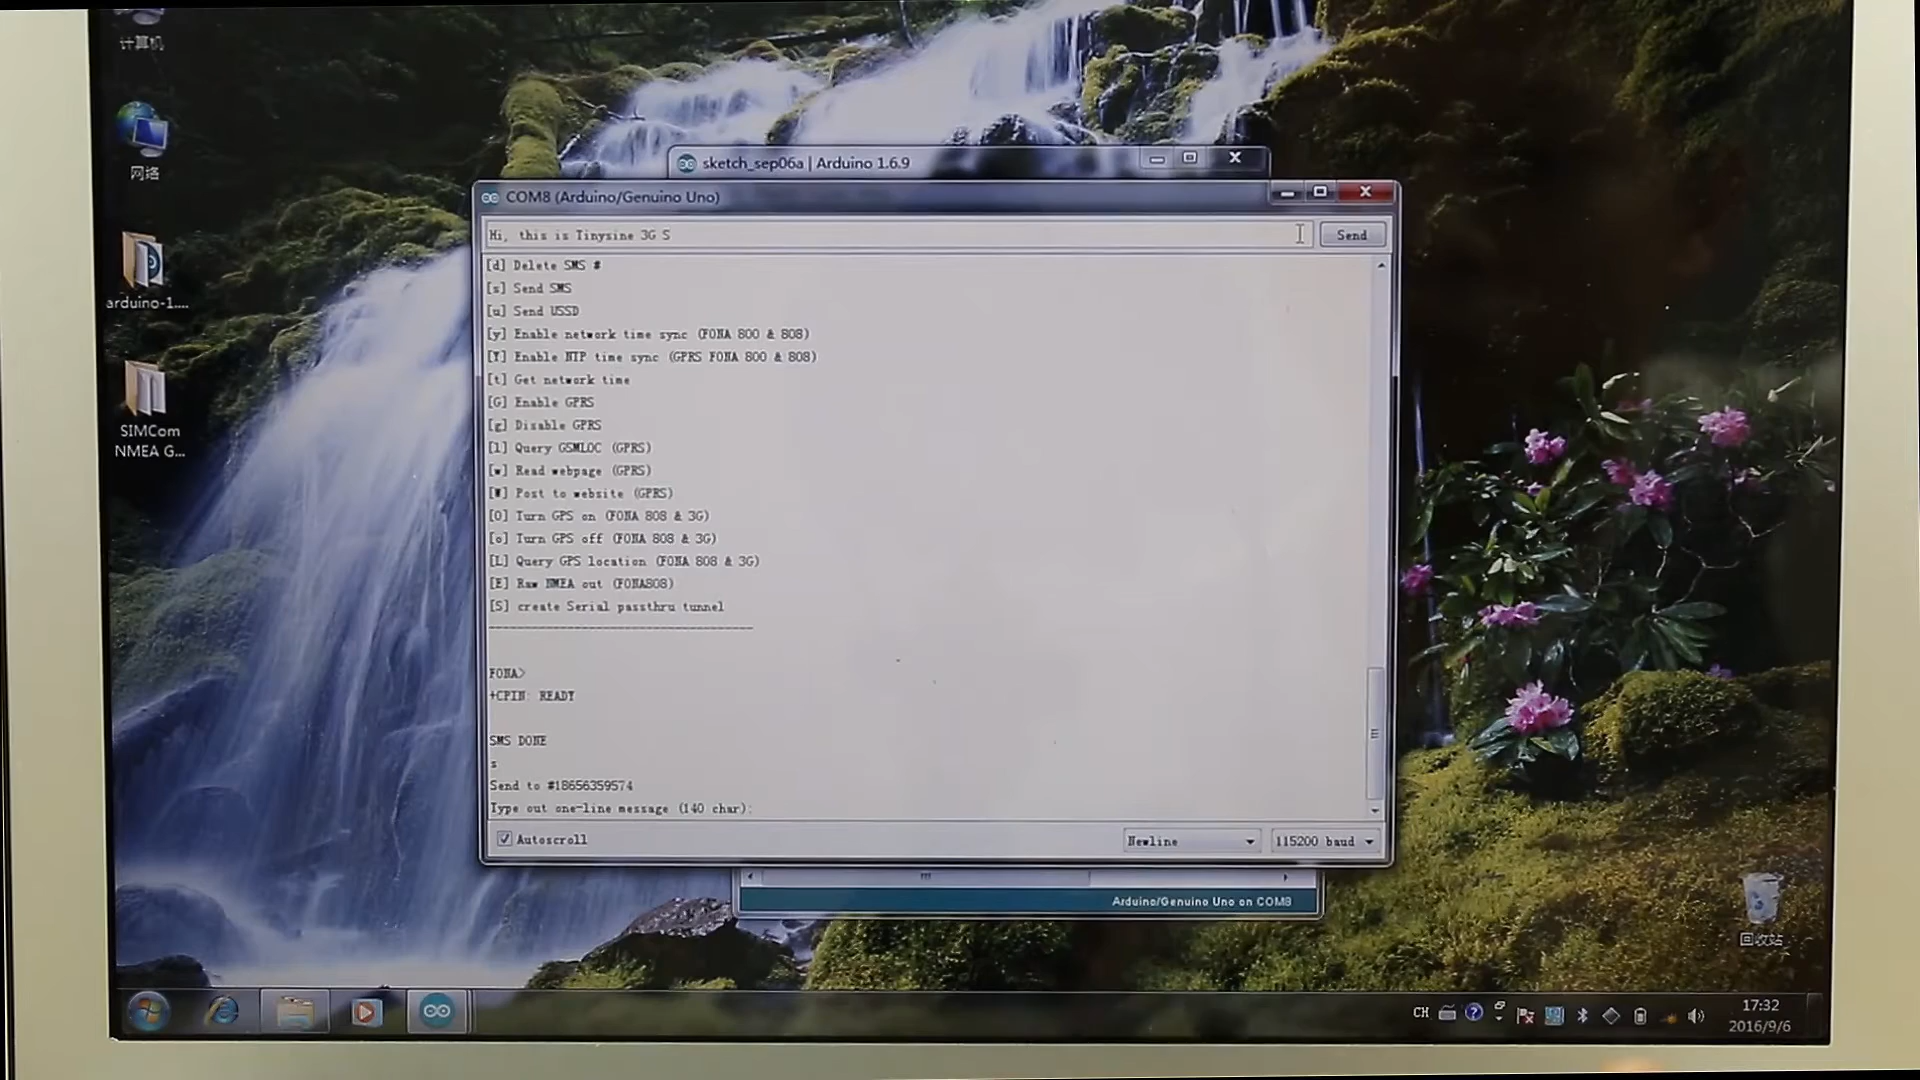 计算机
网络
arduino-1....
SIMCom
NMEA G...
sketch_sep06a | Arduino 1.6.9
COM8 (Arduino/Genuino Uno)
Hi, this is Tinysine 3G S
Send
[d] Delete SMS #
[s] Send SMS
[u] Send USSD
[y] Enable network time sync (FONA 800 & 808)
[Y] Enable NTP time sync (GPRS FONA 800 & 808)
[t] Get network time
[G] Enable GPRS
[g] Disable GPRS
[l] Query GSMLOC (GPRS)
[w] Read webpage (GPRS)
[W] Post to website (GPRS)
[O] Turn GPS on (FONA 808 & 3G)
[o] Turn GPS off (FONA 808 & 3G)
[L] Query GPS location (FONA 808 & 3G)
[E] Raw NMEA out (FONA808)
[S] create Serial passthru tunnel
-------------------------------------
FONA>
+CPIN: READY
SMS DONE
s
Send to #18656359574
Type out one-line message (140 char):
Autoscroll
Newline
115200 baud
Arduino/Genuino Uno on COM8
回收站
CH
17:32
2016/9/6